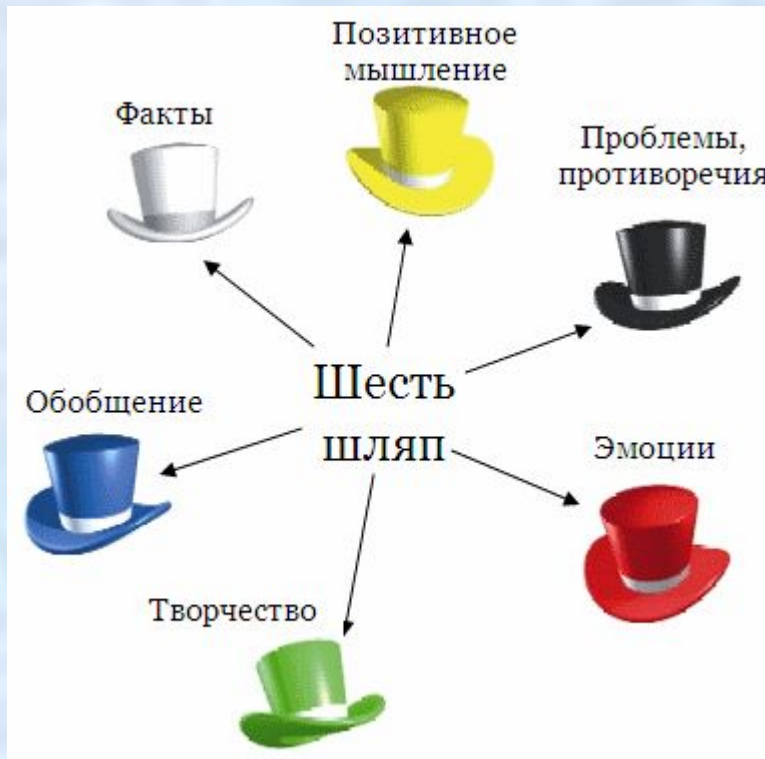 Позитивное
мышление
Факты
Проблемы,
противоречия
Шесть
шляп
Обобщение
Эмоции
Творчество